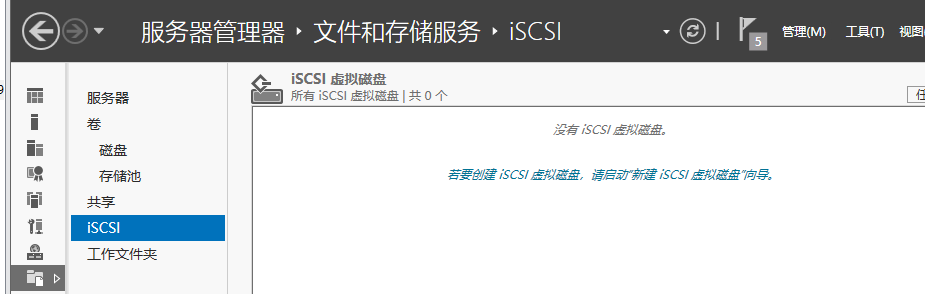 服务器管理器 ‣ 文件和存储服务 ‣ iSCSI
5
管理(M) 工具(T) 视图
9
服务器
卷
磁盘
存储池
共享
iSCSI
工作文件夹
iSCSI 虚拟磁盘
所有 iSCSI 虚拟磁盘 | 共 0 个
任
没有 iSCSI 虚拟磁盘。
若要创建 iSCSI 虚拟磁盘，请启动“新建 iSCSI 虚拟磁盘”向导。